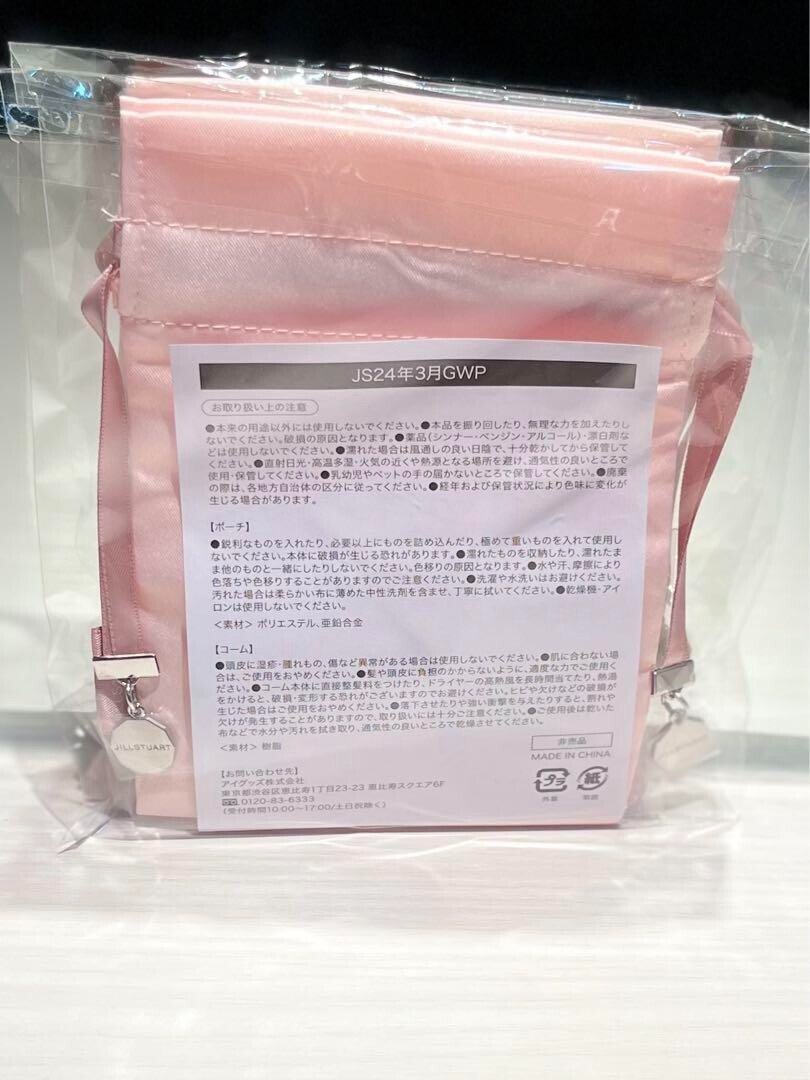 JS24年3月GWP
お取り扱い上の注意
●本来の用途以外には使用しないでください。●本品を振り回したり、無理な力を加えたりし
ないでください。破損の原因となります。●薬品(シンナー・ベンジン・アルコール)・漂白剤な
どは使用しないでください。●濡れた場合は風通しの良い日陰で、十分乾かしてから保管して
ください。●直射日光・高温多湿・火気の近くや熱源となる場所を避け、通気性の良いところで
使用・保管してください。●乳幼児やペットの手の届かないところで保管してください。●廃棄
の際は、各地方自治体の区分に従ってください。●経年および保管状況により色味に変化が
生じる場合があります。
【ポーチ】
●鋭利なものを入れたり、必要以上にものを詰め込んだり、極めて重いものを入れて使用し
ないでください。本体に破損が生じる恐れがあります。●濡れたものを収納したり、濡れたま
ま他のものと一緒にしたりしないでください。色移りの原因となります。●水や汗、摩擦により
色落ちや色移りすることがありますのでご注意ください。●洗濯や水洗いはお避けください。
汚れた場合は柔らかい布に薄めた中性洗剤を含ませ、丁寧に拭いてください。●乾燥機・アイ
ロンは使用しないでください。
<素材> ポリエステル、亜鉛合金
【コーム】
●頭皮に湿疹・腫れもの、傷など異常がある場合は使用しないでください。●肌に合わない場
合は、ご使用をおやめください。●髪や頭皮に負担のかからないように、適度な力でご使用く
ださい。●コーム本体に直接整髪料をつけたり、ドライヤーの高熱風を長時間当てたり、熱湯
をかけると、破損・変形する恐れがございますのでお避けください。ヒビや欠けなどの破損が
生じた場合はご使用をおやめください。●落下させたりや強い衝撃を与えたりすると、割れや
欠けが発生することがありますので、取り扱いには十分ご注意ください。●ご使用後は乾いた
布などで水分や汚れを拭き取り、通気性の良いところで乾燥させてください。
<素材> 樹脂
非売品
MADE IN CHINA
【お問い合わせ先】
アイグッズ株式会社
東京都渋谷区恵比寿1丁目23-23 恵比寿スクエア6F
0120-83-6333
(受付時間10:00〜17:00/土日祝除く)
プラ
外装
紙
JILLSTUART